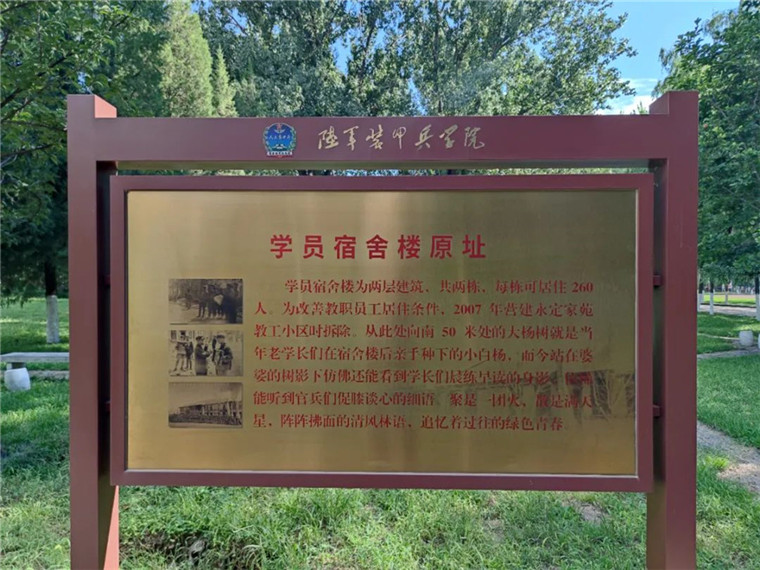 陆军装甲兵学院
学员宿舍楼原址
学员宿舍楼为两层建筑、共两栋、每栋可居住 260
人。为改善教职员工居住条件，2007 年营建永定家苑
教工小区时拆除。从此处向南 50 米处的大杨树就是当
年老学长们在宿舍楼后亲手种下的小白杨、而今站在婆
娑的树影下仿佛还能看到学长们晨练早读的身影、
能听到官兵们促膝谈心的细语、聚是一团火、散是满天
星，阵阵拂面的清风林语，追忆着过往的绿色青春